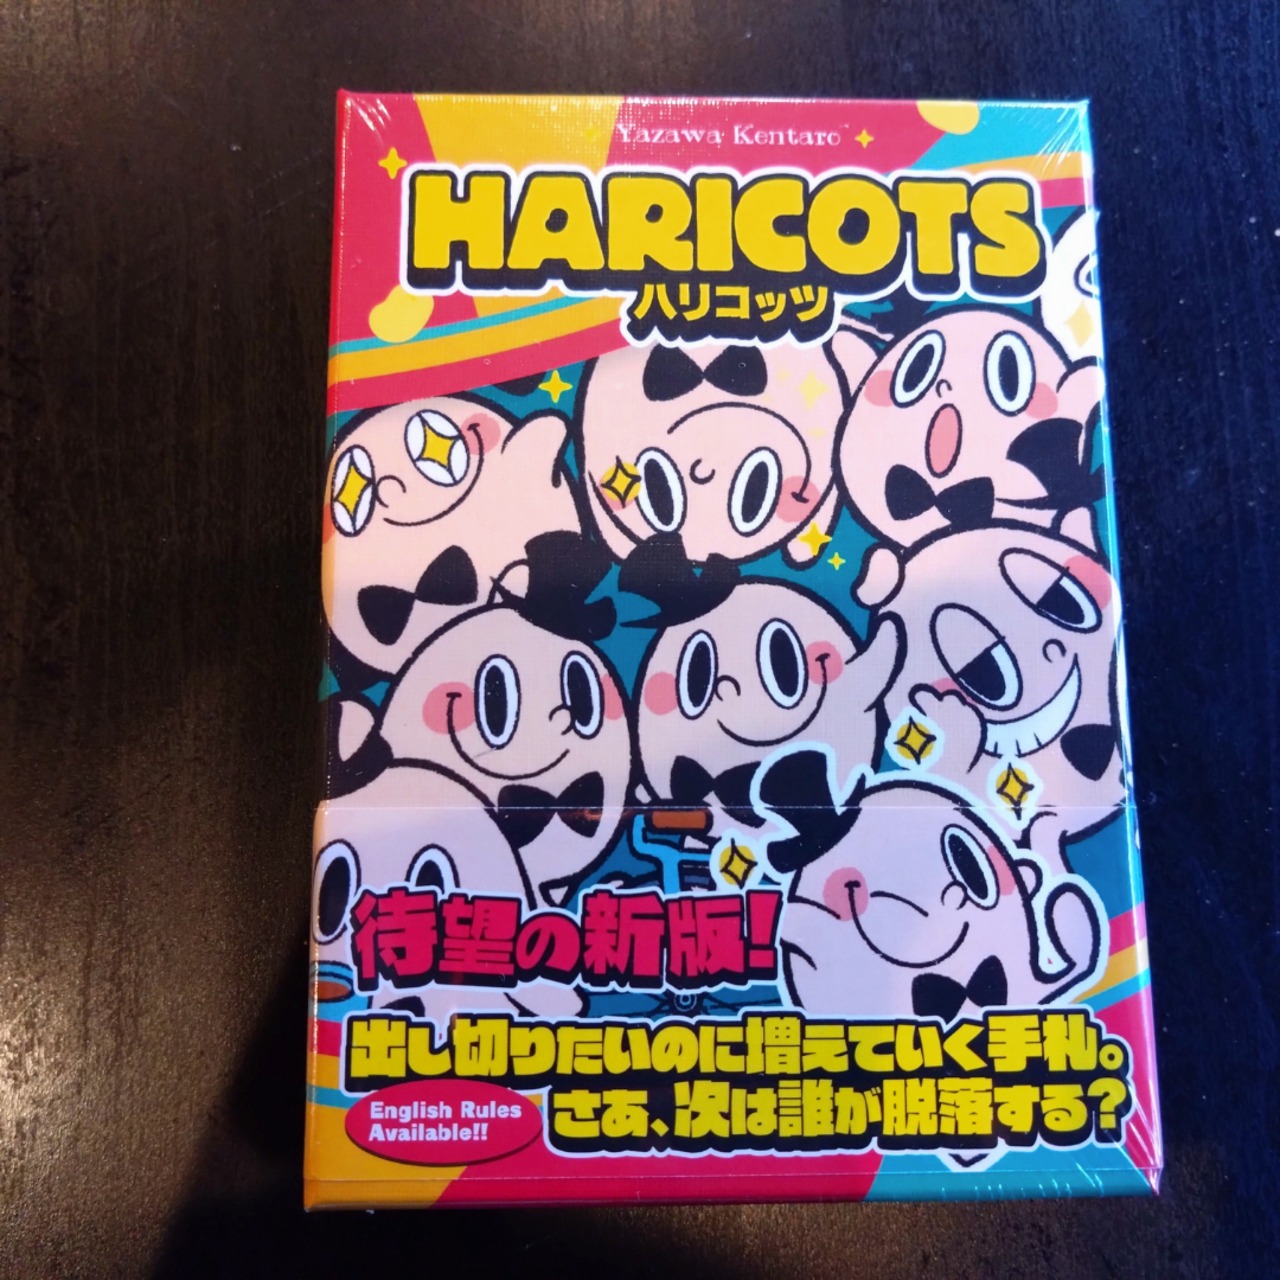 Yazawa Kentaro
HARICOTS
ハリコッツ
待望の新版!
出し切りたいのに増えていく手札。
さあ、次は誰が脱落する?
English Rules
Available!!